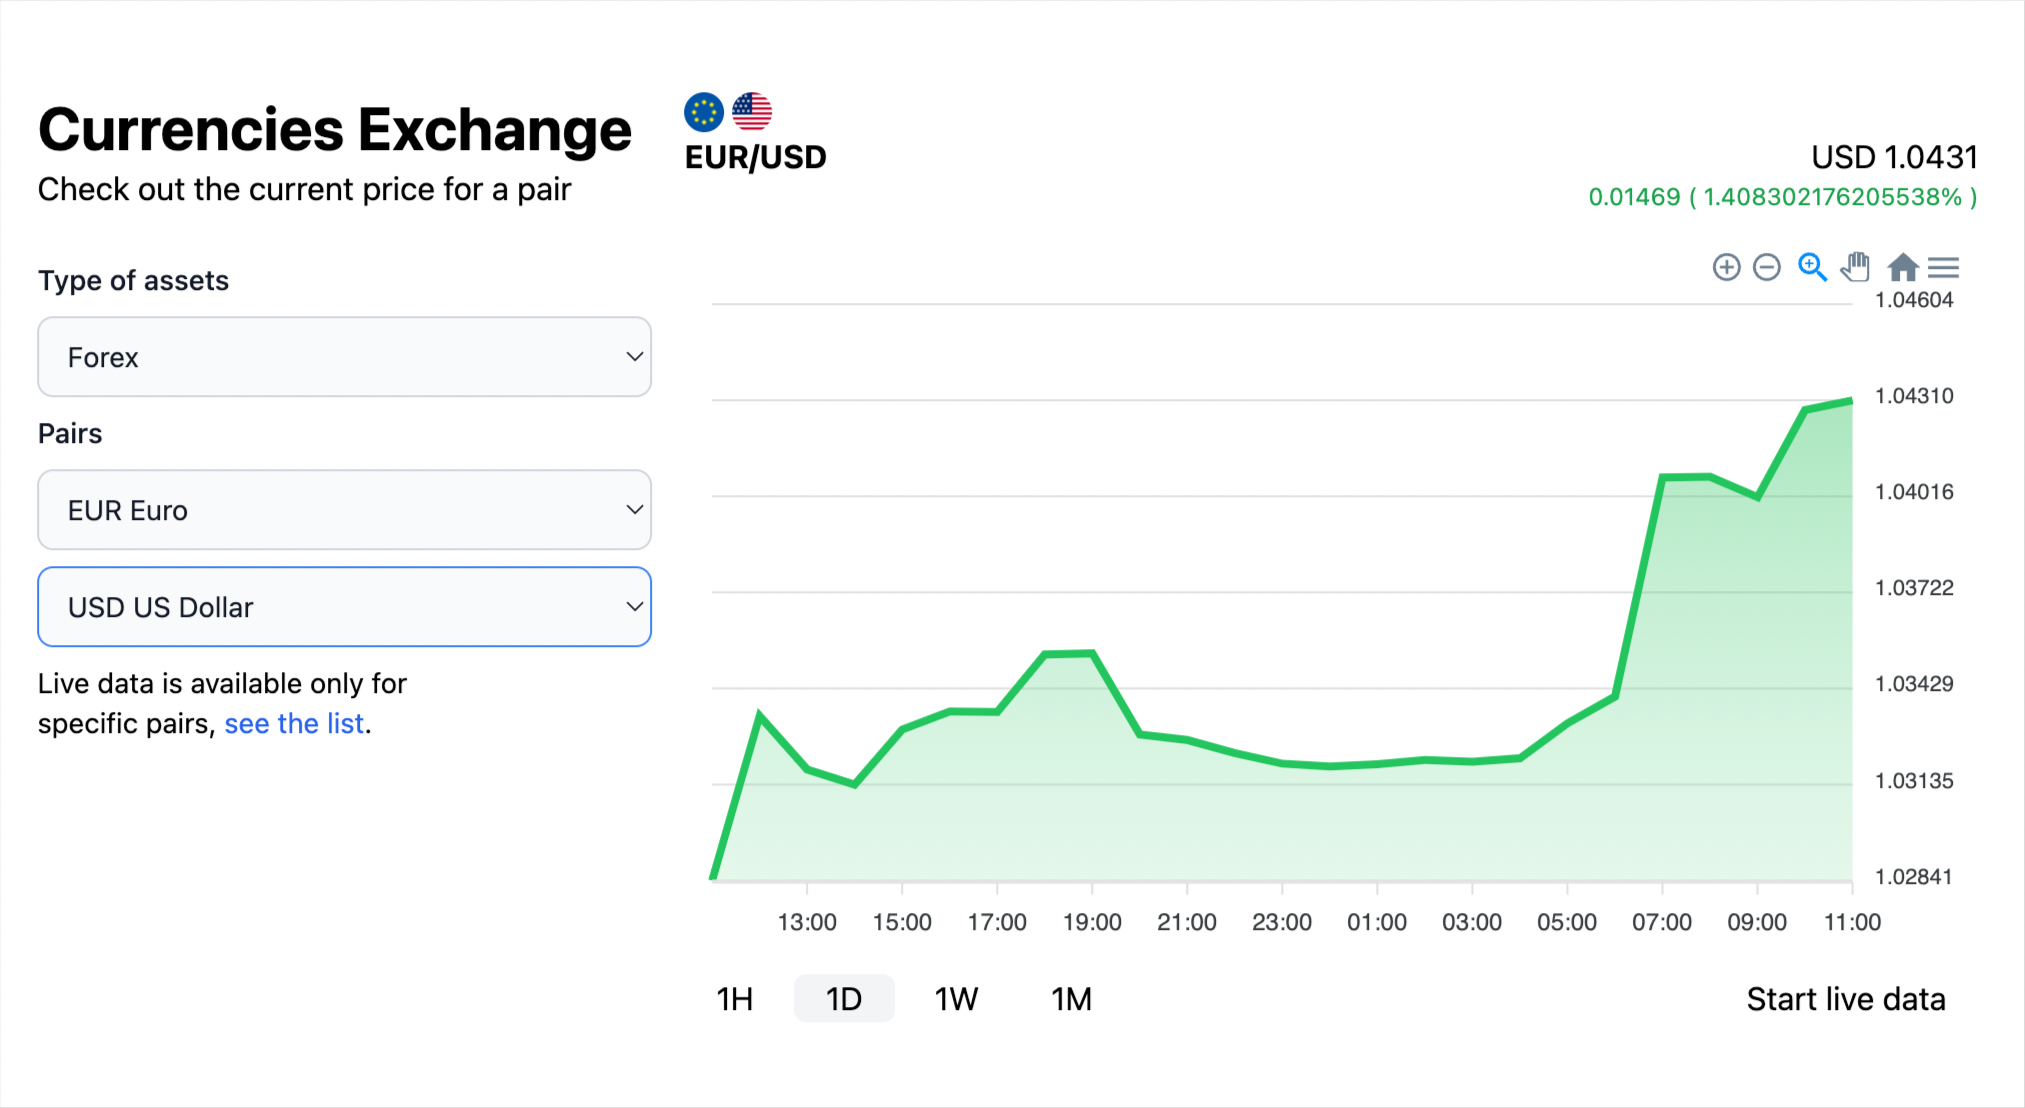 Currencies Exchange
Check out the current price for a pair
Type of assets
Forex
Pairs
EUR Euro
USD US Dollar
Live data is available only for
specific pairs, see the list.
EUR/USD
USD 1.0431
0.01469 ( 1.408302176205538% )
1.04604
1.04310
1.04016
1.03722
1.03429
1.03135
1.02841
13:00 15:00 17:00 19:00 21:00 23:00 01:00 03:00 05:00 07:00 09:00 11:00
1H 1D 1W 1M Start live data